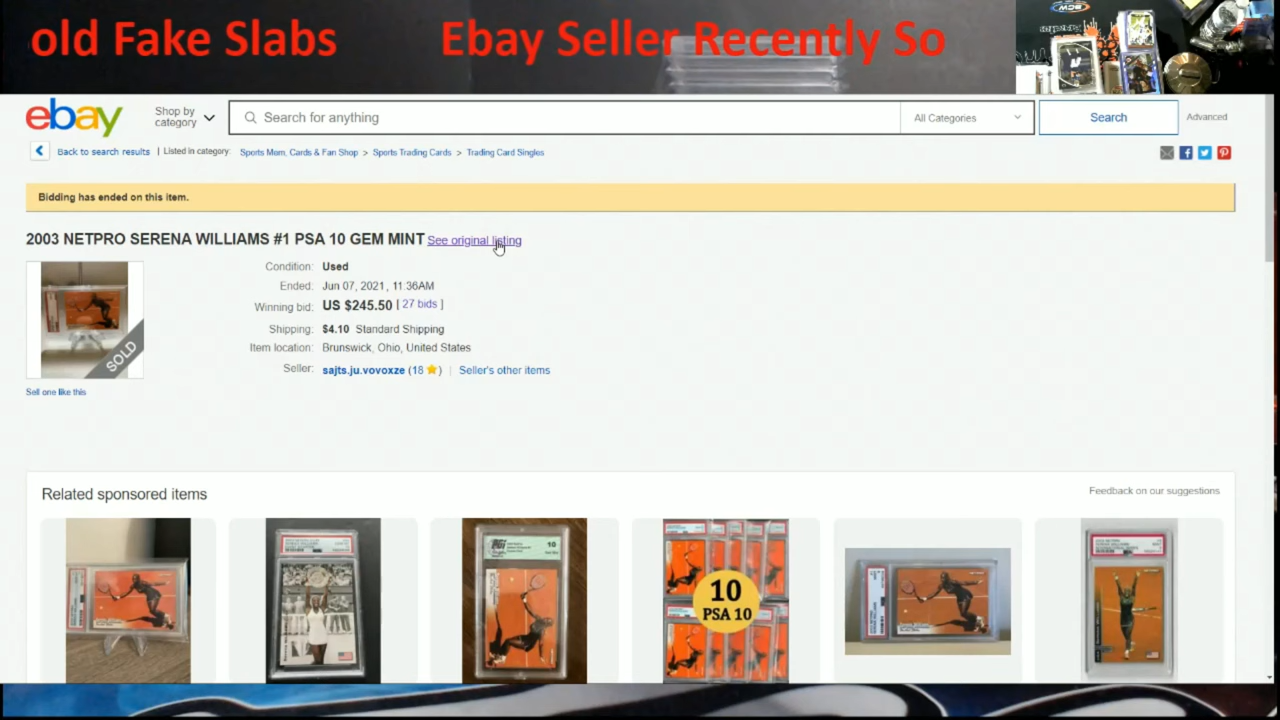 old Fake Slabs Ebay Seller Recently So
ebay
Shop by category
Search for anything
All Categories
Search
Advanced
Back to search results | Listed in category: Sports Mem, Cards & Fan Shop > Sports Trading Cards > Trading Card Singles
Bidding has ended on this item.
2003 NETPRO SERENA WILLIAMS #1 PSA 10 GEM MINT See original listing
Condition: Used
Ended: Jun 07, 2021 , 11:36AM
Winning bid: US $245.50 [ 27 bids ]
Shipping: $4.10 Standard Shipping
Item location: Brunswick, Ohio, United States
Seller: sajts.ju.vovoxze (18 ) | Seller's other items
SOLD
Sell one like this
Related sponsored items
Feedback on our suggestions
10
10
PSA 10